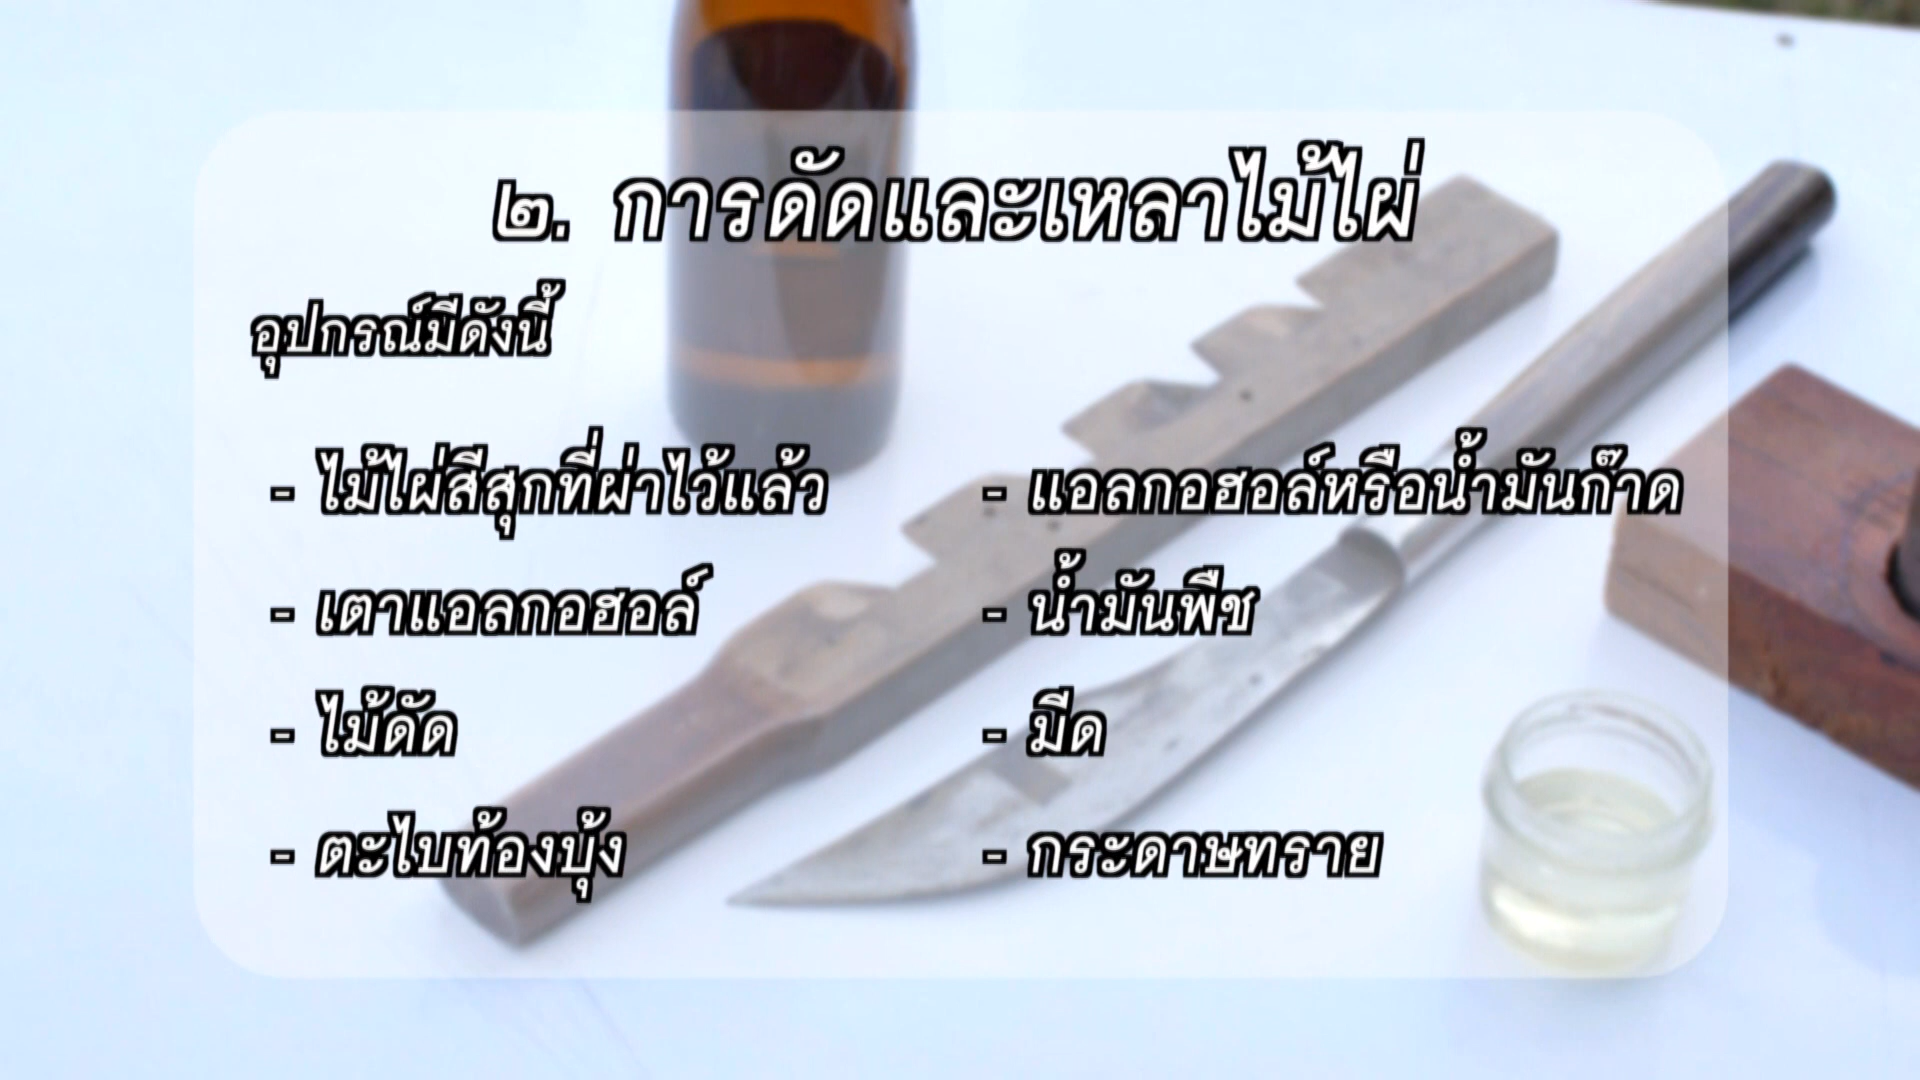 ๒. การดัดและเหลาไม้ไผ่
อุปกรณ์มีดังนี้
- ไม้ไผ่สีสุกที่ผ่าไว้แล้ว
- เตาแอลกอฮอล์
- ไม้ดัด
- ตะไบท้องบุ้ง
- แอลกอฮอล์หรือน้ำมันก๊าด
- น้ำมันพืช
- มีด
- กระดาษทราย